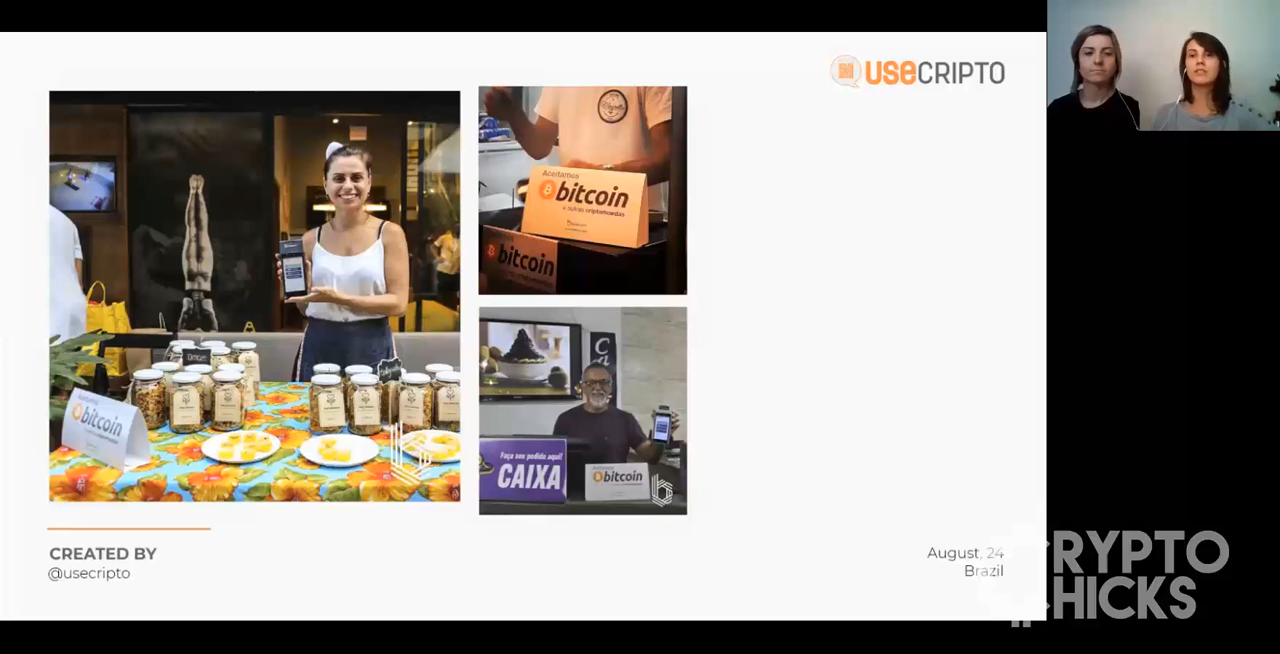 USECRIPTO
Aceitamos
bitcoin
e outras criptomoedas
bitcoin
Aceitamos
bitcoin
Faça seu pedido aqui!
CAIXA
bitcoin
CREATED BY
@usecripto
August, 24
Brazil
CRYPTO
CHICKS